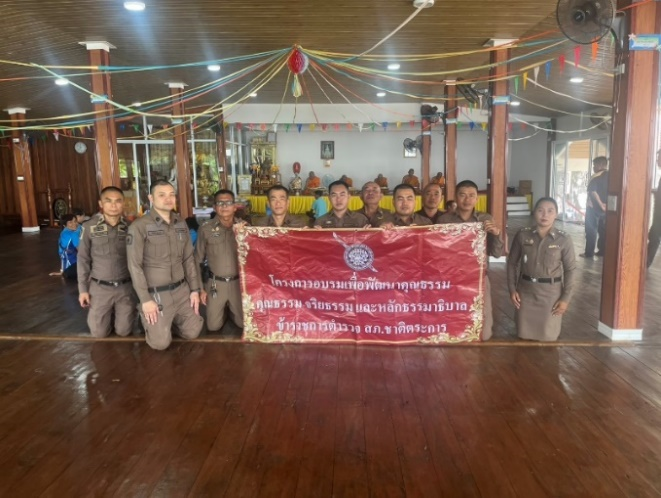 โครงการอบรมเพื่อพัฒนาคุณธรรม
คุณธรรม จริยธรรม และหลักธรรมาธิบาล
ข้าราชการตำรวจ สภ.ชาติตระการ